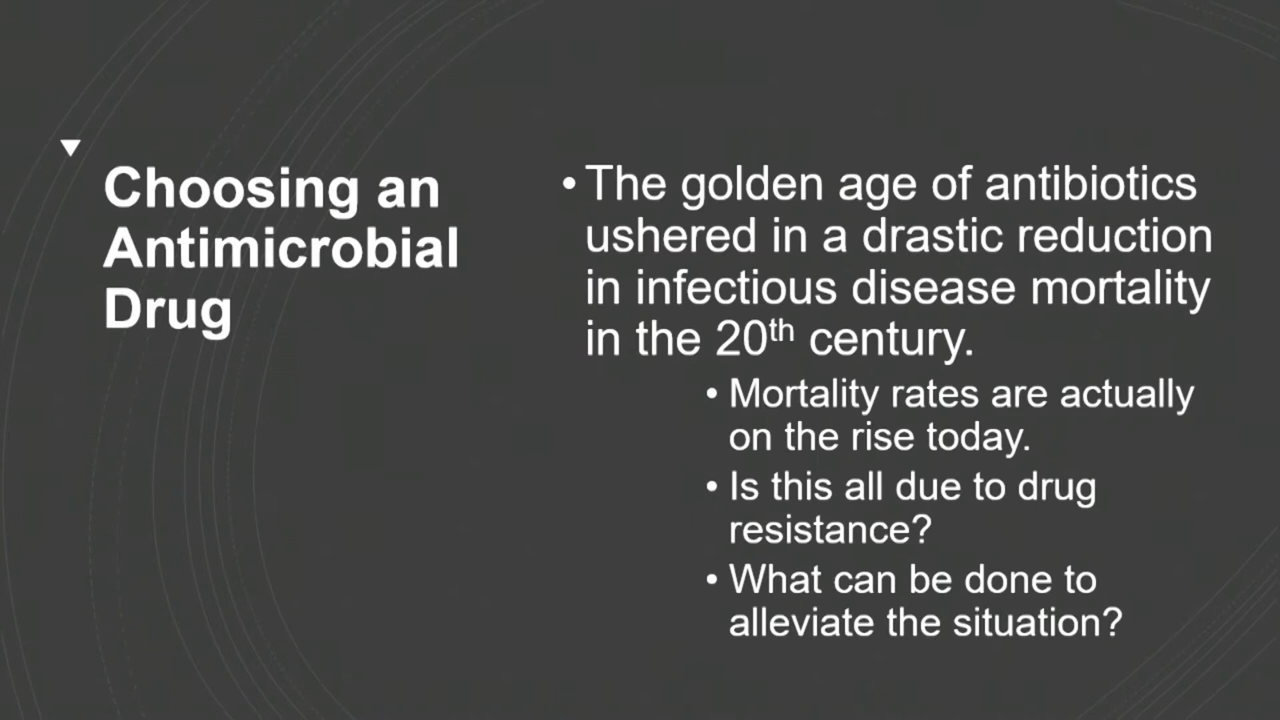 Choosing an
Antimicrobial
Drug
• The golden age of antibiotics
ushered in a drastic reduction
in infectious disease mortality
in the 20th century.
• Mortality rates are actually
on the rise today.
• Is this all due to drug
resistance?
• What can be done to
alleviate the situation?